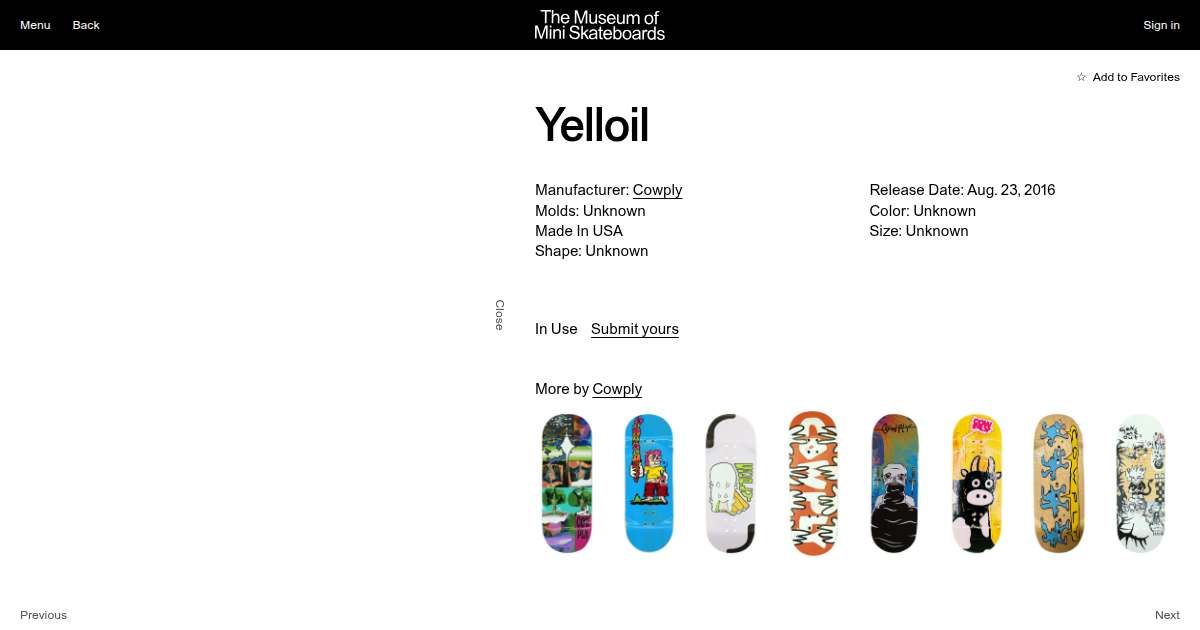 Menu
Back
The Museum of
Mini Skateboards
Sign in
☆ Add to Favorites
Yelloil
Manufacturer: Cowply
Molds: Unknown
Made In USA
Shape: Unknown
Release Date: Aug. 23, 2016
Color: Unknown
Size: Unknown
Close
In Use
Submit yours
More by Cowply
Previous
Next